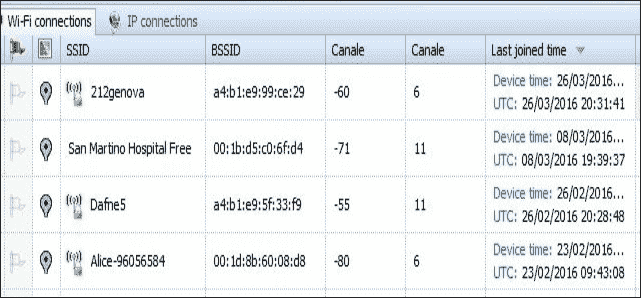 Wi-Fi connections IP connections
SSID BSSID Canale Canale Last joined time
212genova a4:b1:e9:99:ce:29 -60 6 Device time: 26/03/2016...
UTC: 26/03/2016 20:31:41
San Martino Hospital Free 00:1b:d5:c0:6f:d4 -71 11 Device time: 08/03/2016...
UTC: 08/03/2016 19:39:37
Dafne5 a4:b1:e9:5f:33:f9 -55 11 Device time: 26/02/2016...
UTC: 26/02/2016 20:28:48
Alice-96056584 00:1d:8b:60:08:d8 -80 6 Device time: 23/02/2016...
UTC: 23/02/2016 09:43:08